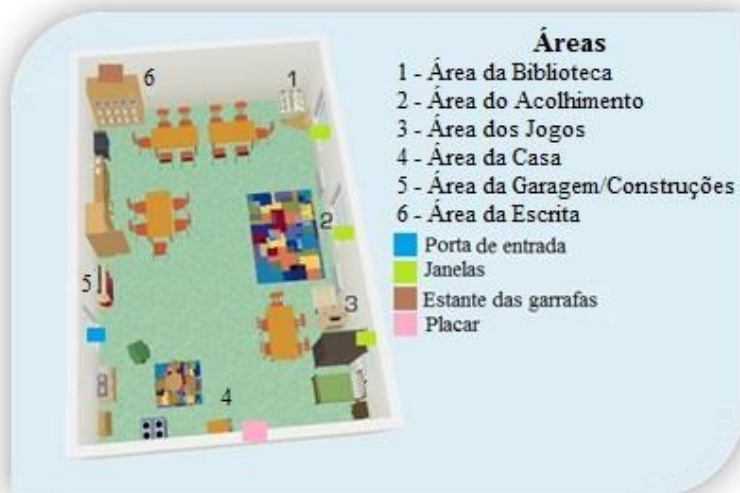 Áreas
1 - Área da Biblioteca
2 - Área do Acolhimento
3 - Área dos Jogos
4 - Área da Casa
5 - Área da Garagem/Construções
6 - Área da Escrita
Porta de entrada
Janelas
Estante das garrafas
Placar
6
1
2
5
3
4